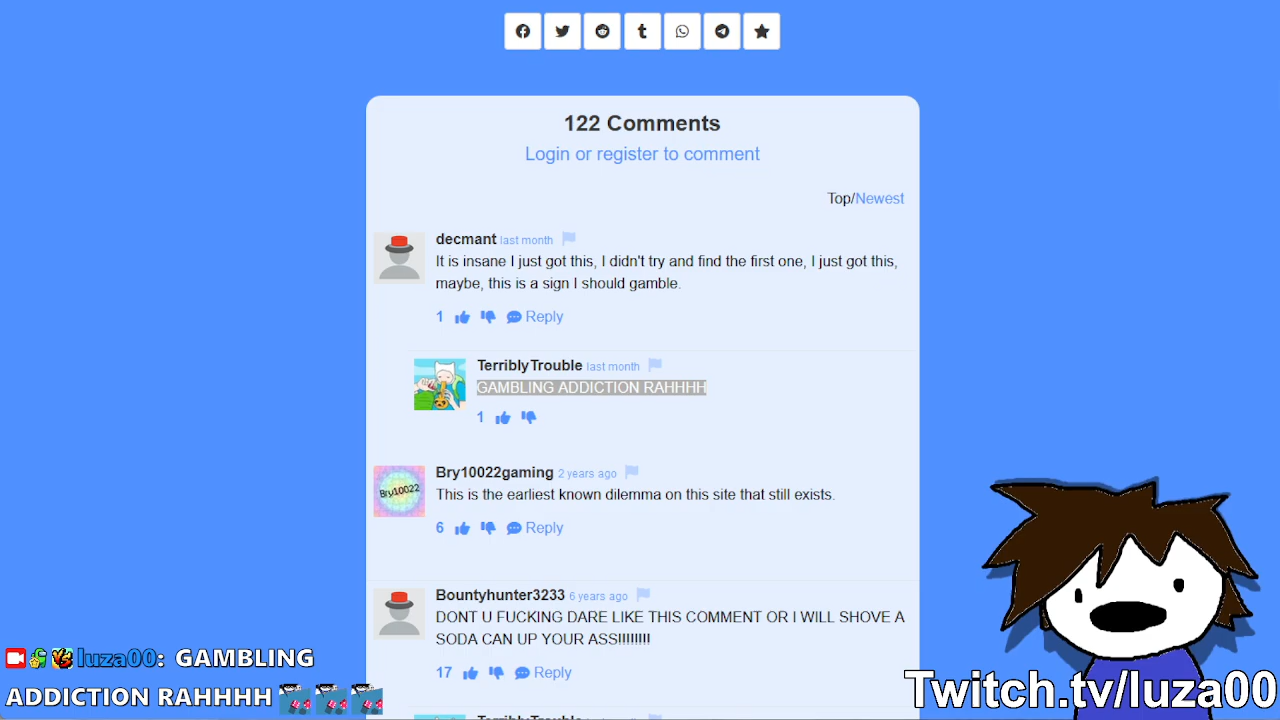 122 Comments
Login or register to comment
Top/Newest
decmant last month
It is insane I just got this, I didn't try and find the first one, I just got this,
maybe, this is a sign I should gamble.
1 Reply
TerriblyTrouble last month
GAMBLING ADDICTION RAHHHH
1
Bry10022gaming 2 years ago
Bry10022
This is the earliest known dilemma on this site that still exists.
6 Reply
Bountyhunter3233 6 years ago
DONT U FUCKING DARE LIKE THIS COMMENT OR I WILL SHOVE A
SODA CAN UP YOUR ASS!!!!!!!!
17 Reply
luza00: GAMBLING
ADDICTION RAHHHH
Twitch.tv/luza00